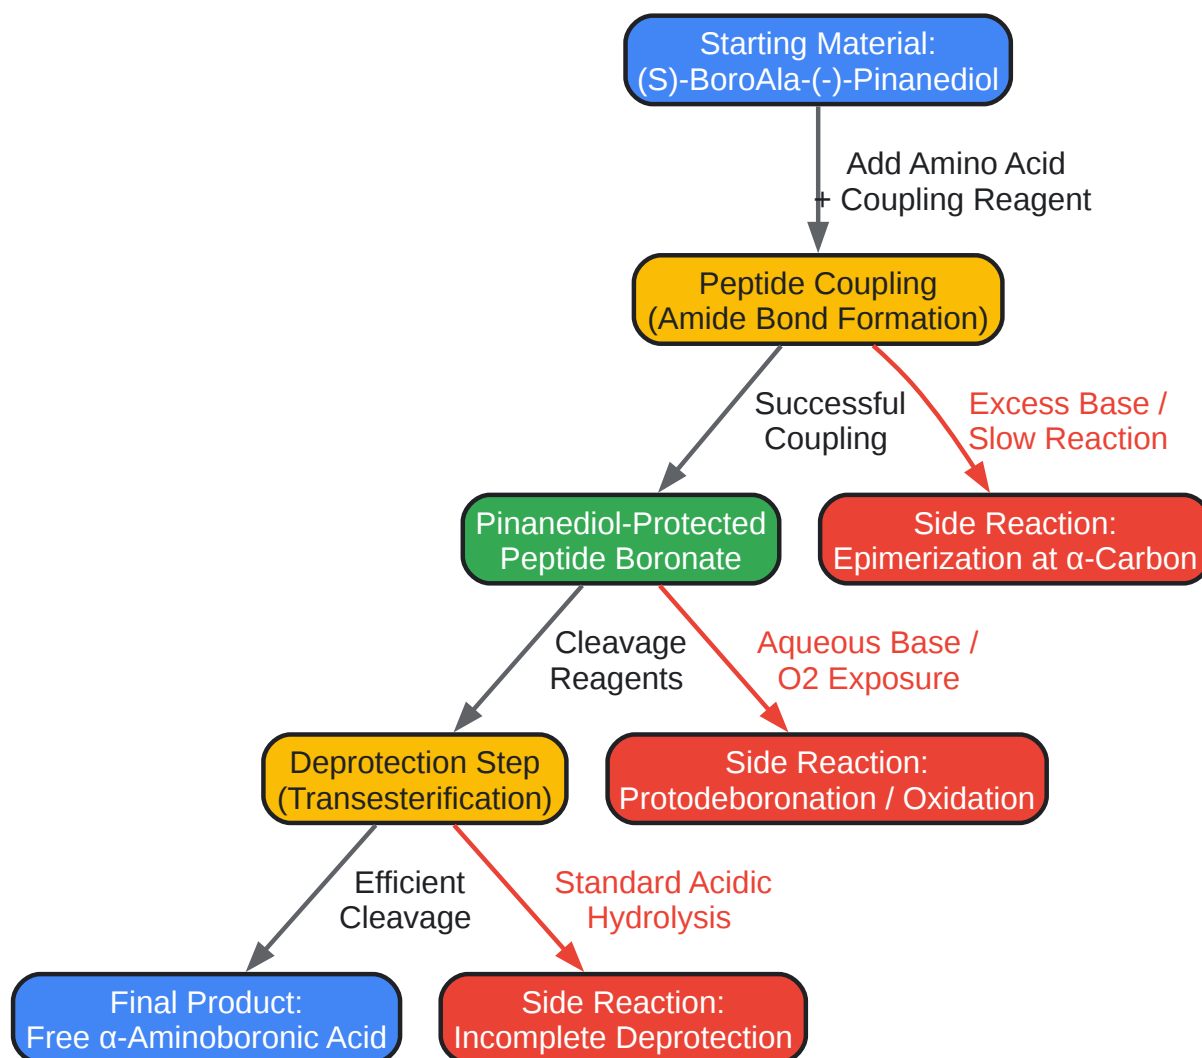 Starting Material:
(S)-BoroAla-(-)-Pinanediol
Add Amino Acid
+ Coupling Reagent
Peptide Coupling
(Amide Bond Formation)
Successful
Coupling
Excess Base /
Slow Reaction
Pinanediol-Protected
Peptide Boronate
Side Reaction:
Epimerization at α-Carbon
Cleavage
Reagents
Aqueous Base /
O2 Exposure
Deprotection Step
(Transesterification)
Side Reaction:
Protodeboronation / Oxidation
Efficient
Cleavage
Standard Acidic
Hydrolysis
Final Product:
Free α-Aminoboronic Acid
Side Reaction:
Incomplete Deprotection